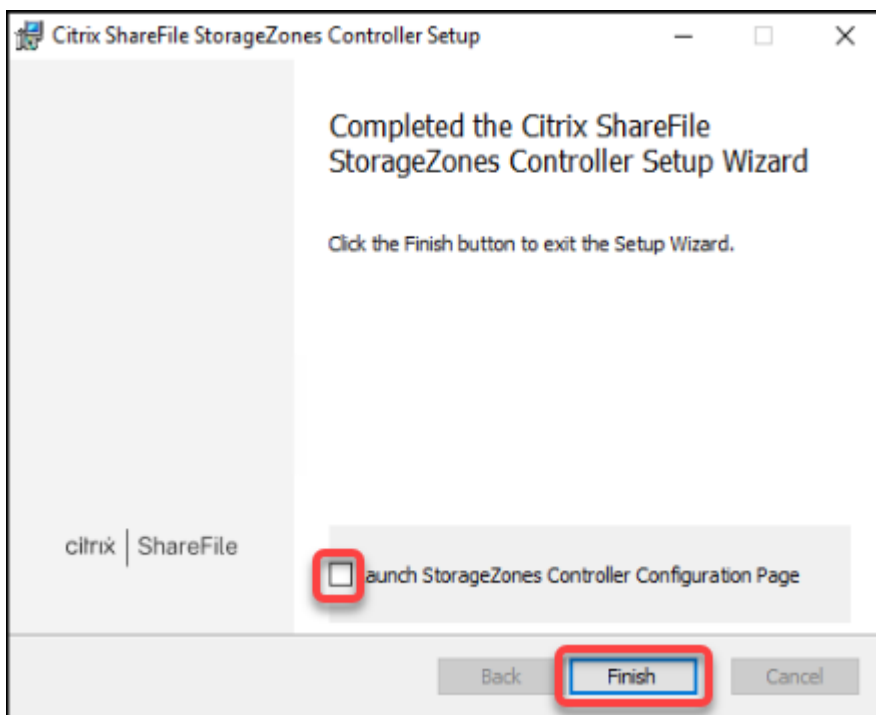 Citrix ShareFile StorageZones Controller Setup
Completed the Citrix ShareFile
StorageZones Controller Setup Wizard
Click the Finish button to exit the Setup Wizard.
citrix | ShareFile
aunch StorageZones Controller Configuration Page
Back Finish Cancel